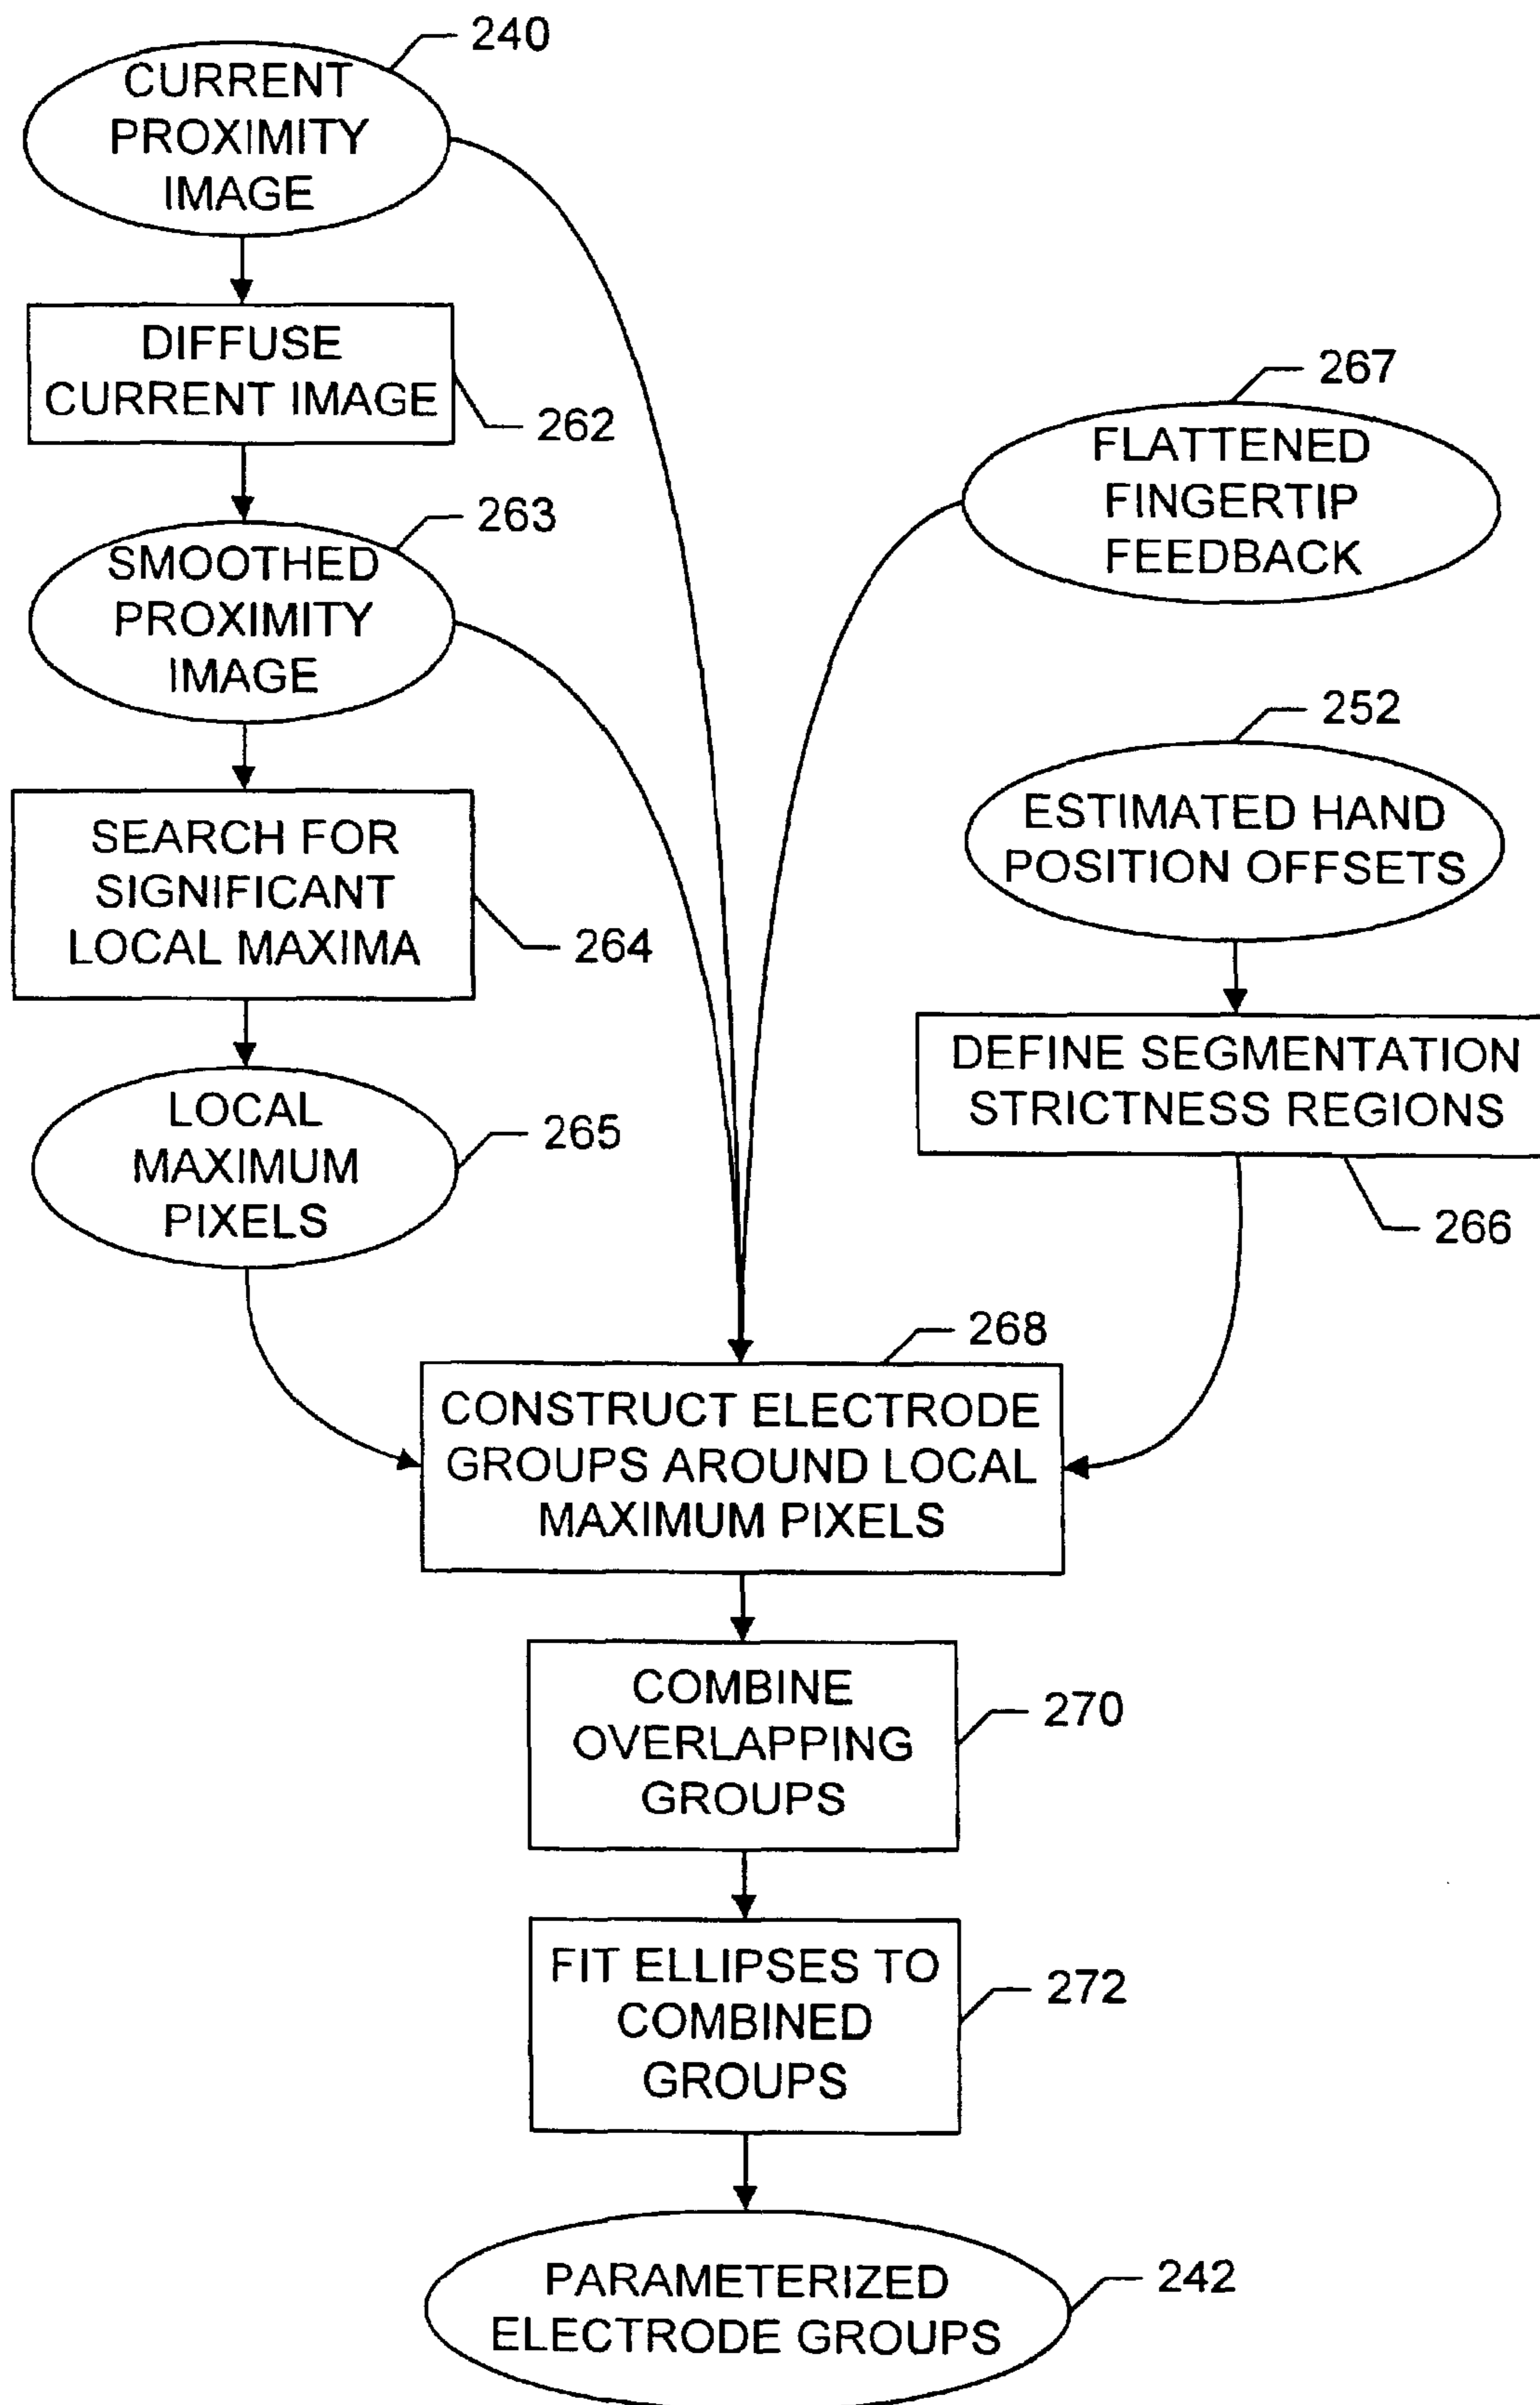 240
CURRENT
PROXIMITY
IMAGE
DIFFUSE
CURRENT IMAGE
262
263
SMOOTHED
PROXIMITY
IMAGE
SEARCH FOR
SIGNIFICANT
LOCAL MAXIMA
264
LOCAL
MAXIMUM
PIXELS
265
267
FLATTENED
FINGERTIP
FEEDBACK
252
ESTIMATED HAND
POSITION OFFSETS
DEFINE SEGMENTATION
STRICTNESS REGIONS
266
268
CONSTRUCT ELECTRODE
GROUPS AROUND LOCAL
MAXIMUM PIXELS
COMBINE
OVERLAPPING
GROUPS
270
FIT ELLIPSES TO
COMBINED
GROUPS
272
PARAMETERIZED
ELECTRODE GROUPS
242